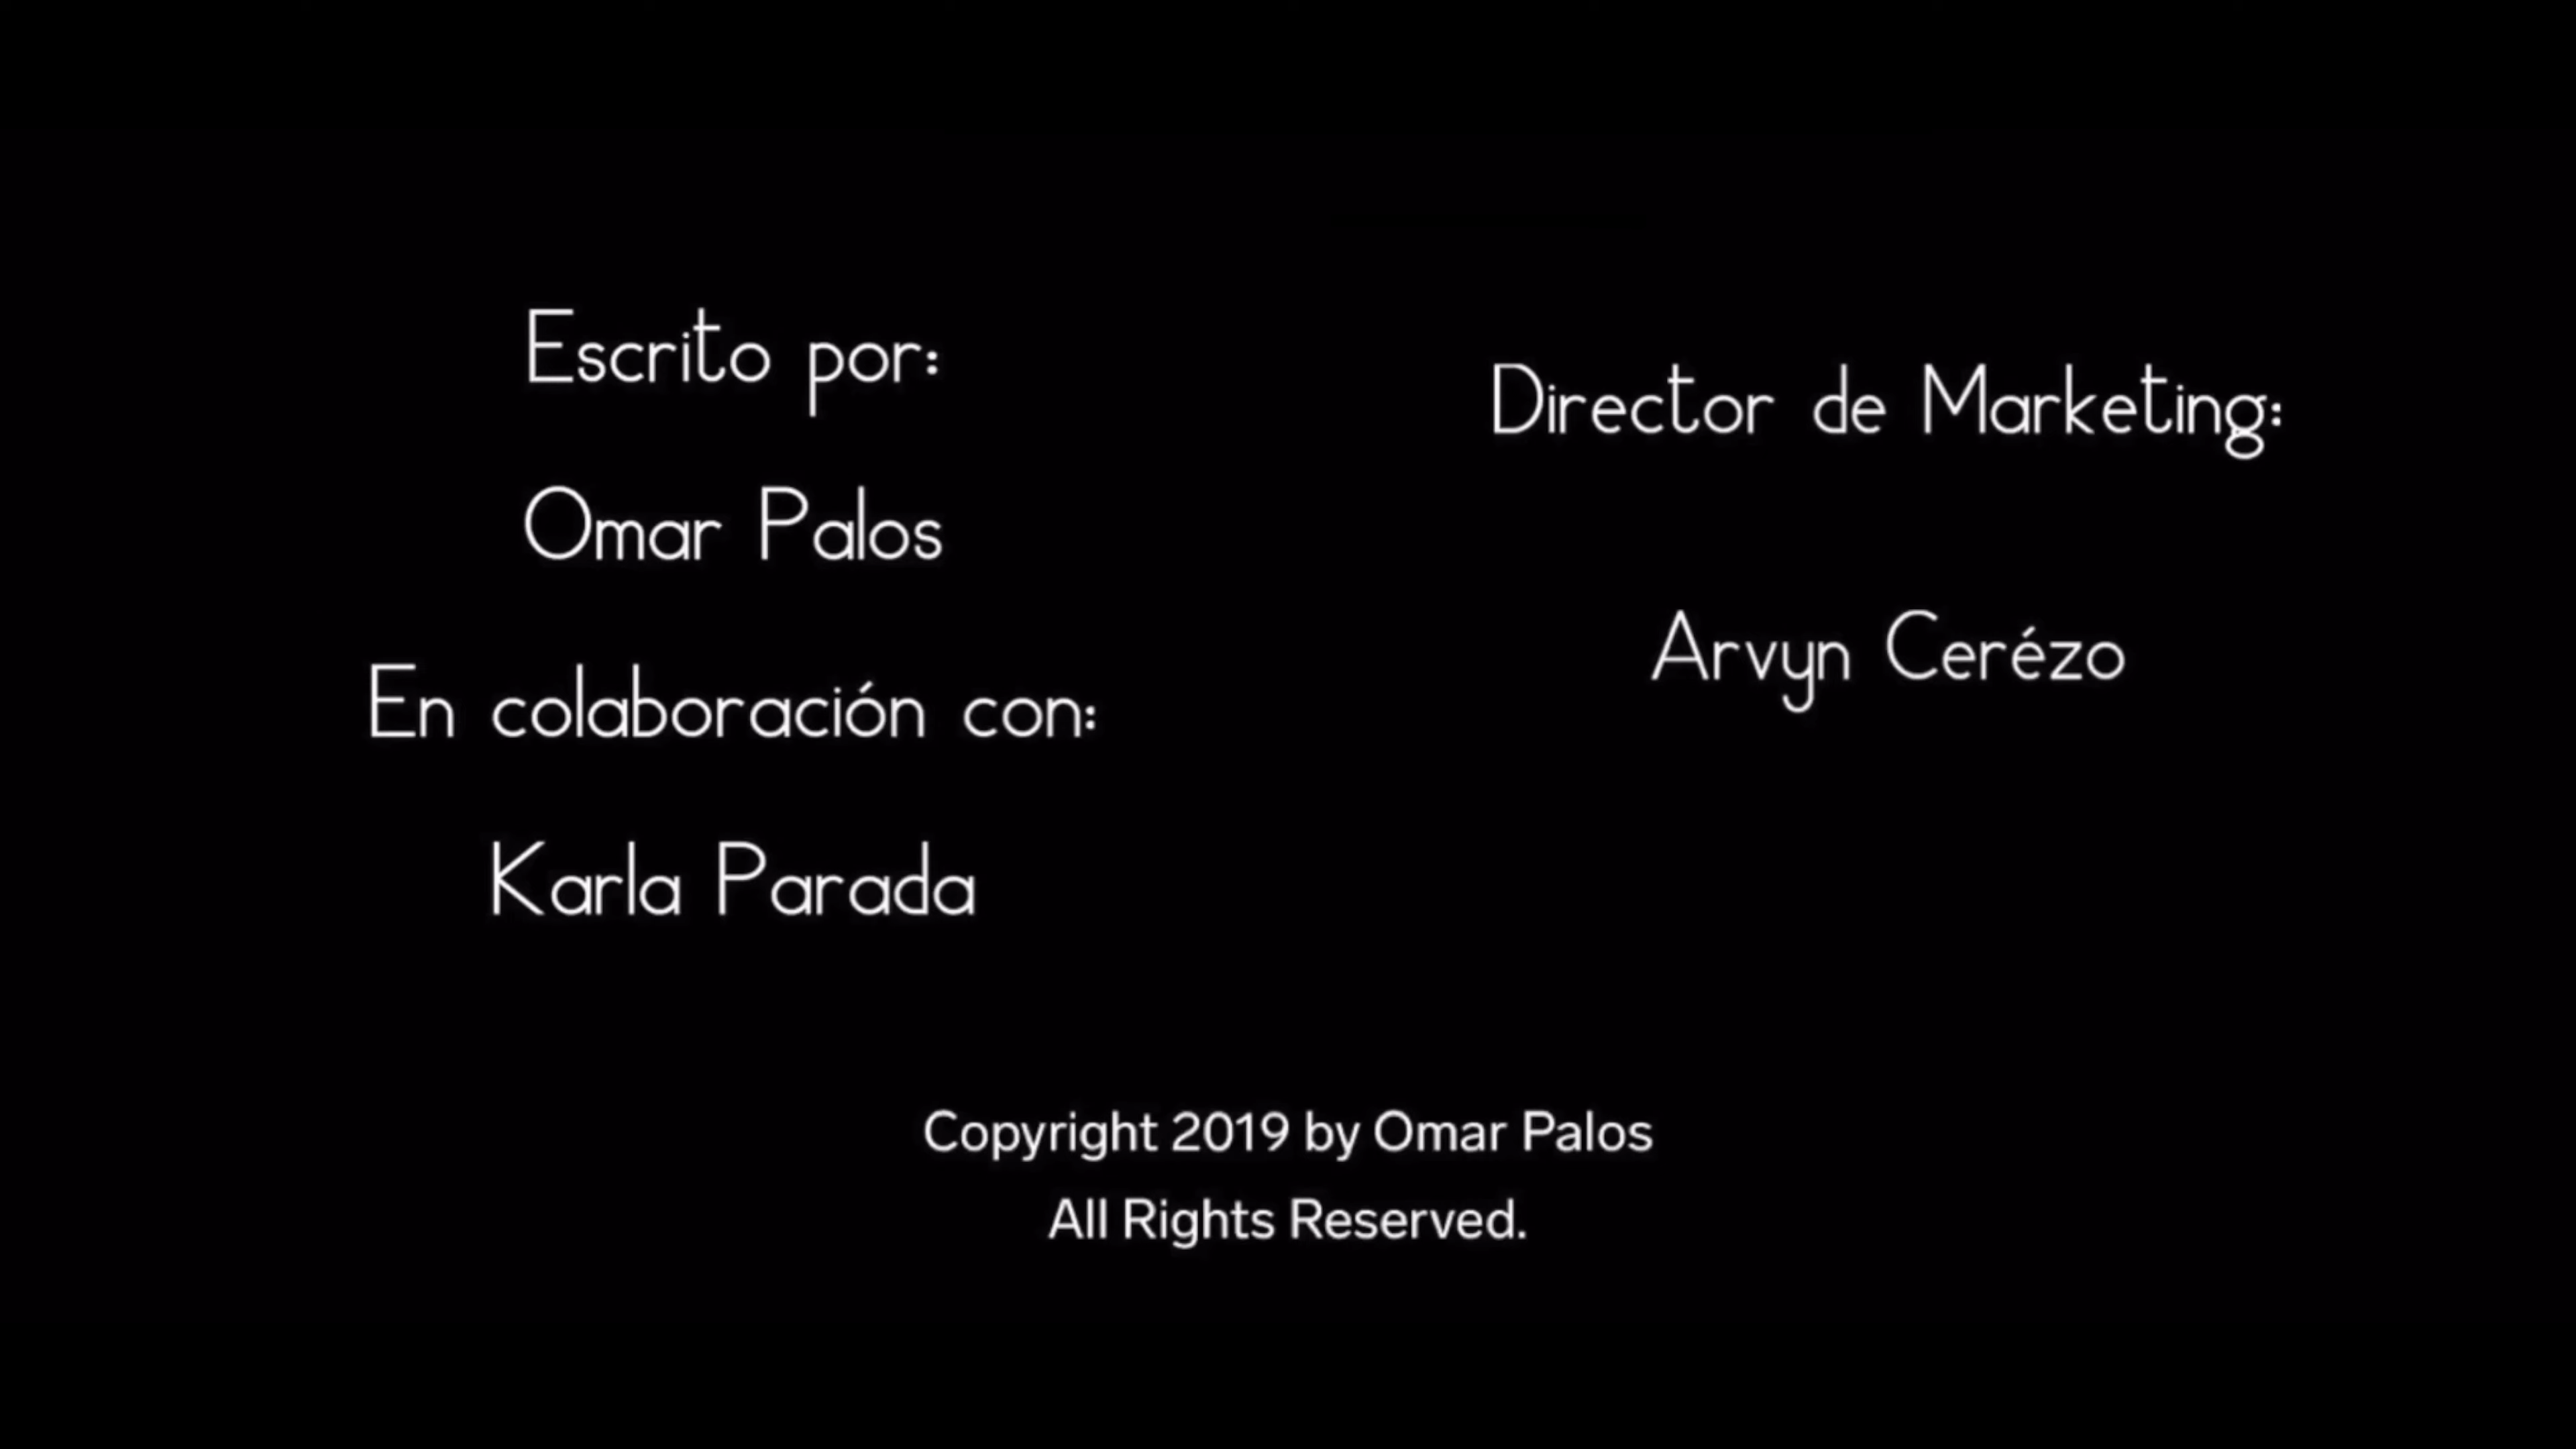 Escrito por:
Omar Palos
En colaboración con:
Karla Parada
Director de Marketing:
Arvyn Cerézo
Copyright 2019 by Omar Palos
All Rights Reserved.